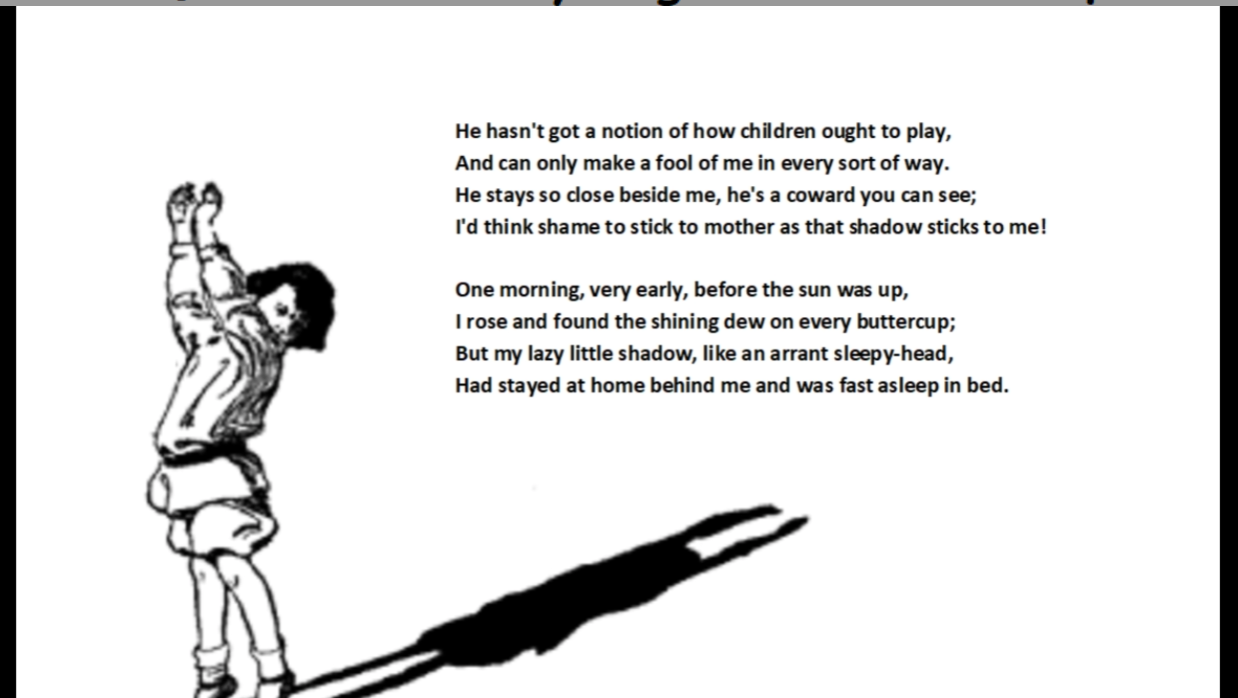 He hasn't got a notion of how children ought to play,
And can only make a fool of me in every sort of way.
He stays so close beside me, he's a coward you can see;
I'd think shame to stick to mother as that shadow sticks to me!
One morning, very early, before the sun was up,
I rose and found the shining dew on every buttercup;
But my lazy little shadow, like an arrant sleepy-head,
Had stayed at home behind me and was fast asleep in bed.